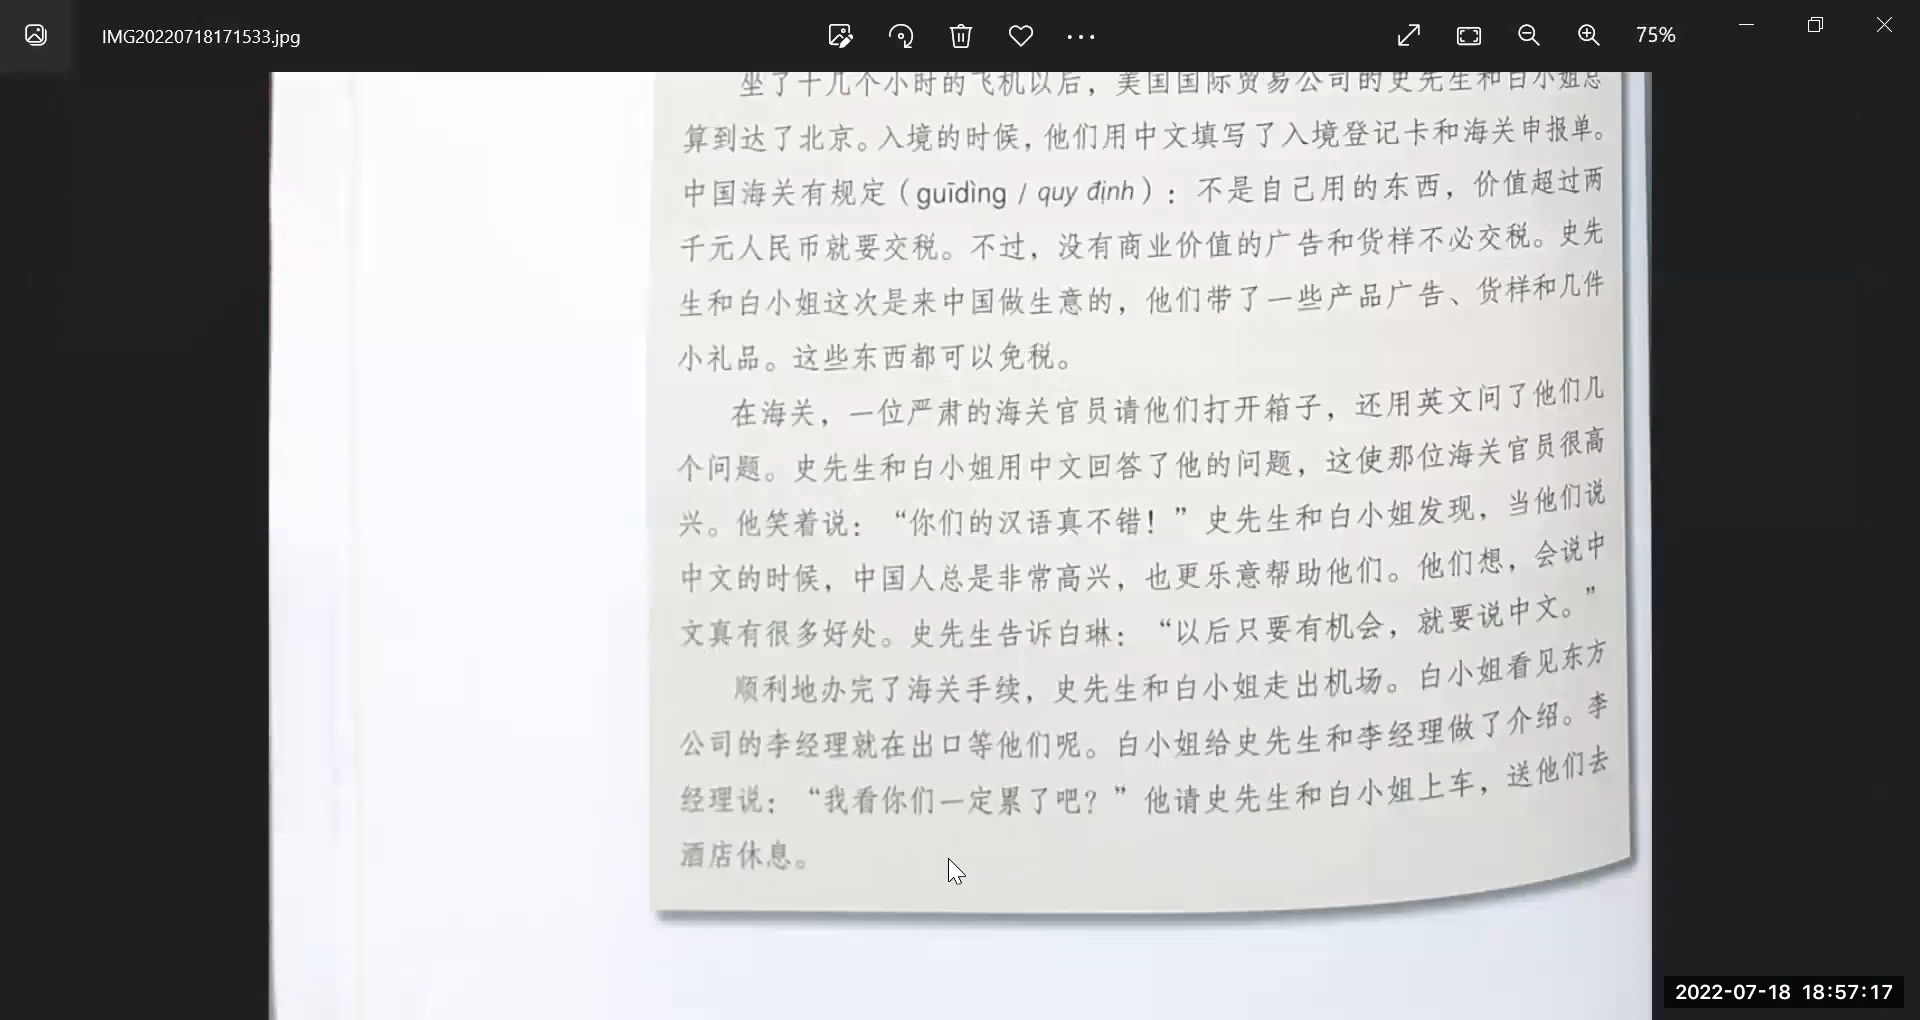 IMG20220718171533.jpg
75%
坐了十几个小时的飞机以后，美国国际贸易公司的史先生和白小姐总
算到达了北京。入境的时候，他们用中文填写了入境登记卡和海关申报单。
中国海关有规定（guīdìng / quy định）：不是自己用的东西，价值超过两
千元人民币就要交税。不过，没有商业价值的广告和货样不必交税。史先
生和白小姐这次是来中国做生意的，他们带了一些产品广告、货样和几件
小礼品。这些东西都可以免税。
在海关，一位严肃的海关官员请他们打开箱子，还用英文问了他们几
个问题。史先生和白小姐用中文回答了他的问题，这使那位海关官员很高
兴。他笑着说：“你们的汉语真不错！”史先生和白小姐发现，当他们说
中文的时候，中国人总是非常高兴，也更乐意帮助他们。他们想，会说中
文真有很多好处。史先生告诉白琳：“以后只要有机会，就要说中文。”
顺利地办完了海关手续，史先生和白小姐走出机场。白小姐看见东方
公司的李经理就在出口等他们呢。白小姐给史先生和李经理做了介绍。李
经理说：“我看你们一定累了吧？”他请史先生和白小姐上车，送他们去
酒店休息。
2022-07-18 18:57:17